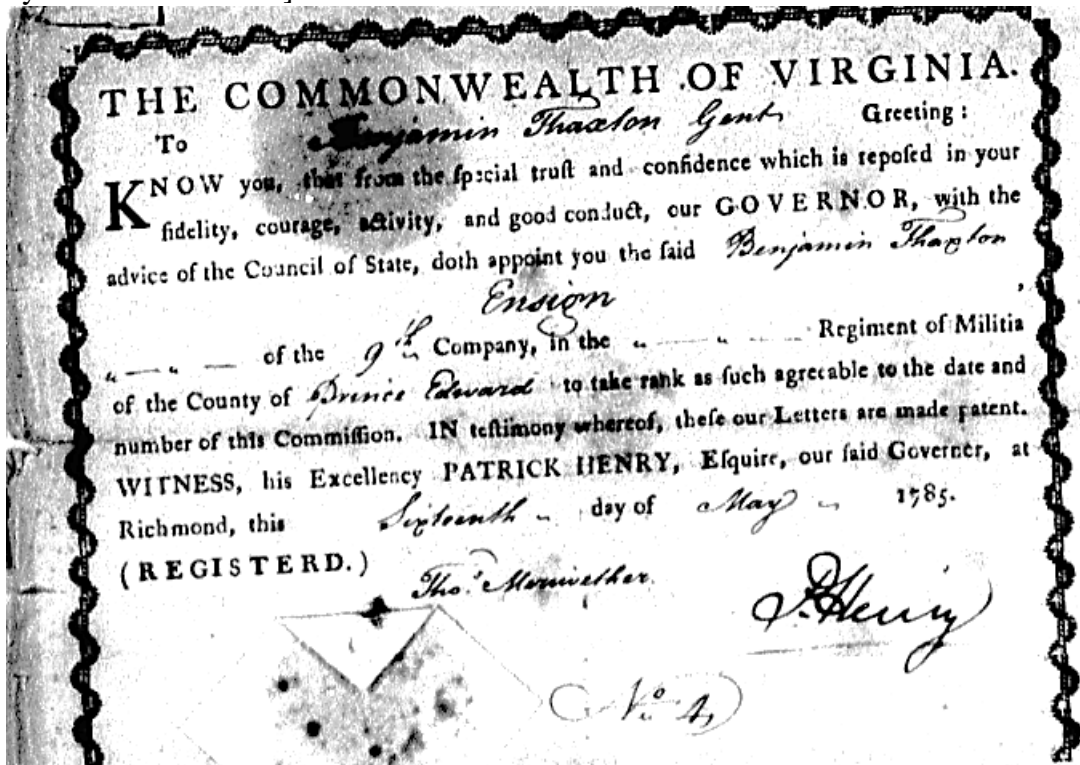 THE COMMONWEALTH OF VIRGINIA.
To Benjamin Thaxton Gent Greeting:
KNOW you, that from the ſpecial truſt and confidence which is repoſed in your
fidelity, courage, activity, and good conduct, our GOVERNOR, with the
advice of the Council of State, doth appoint you the ſaid Benjamin Thaxton
Ensign ,
" — " — of the 9th Company, in the " — " — Regiment of Militia
of the County of Prince Edward to take rank as ſuch agreeable to the date and
number of this Commiſſion. IN teſtimony whereof, theſe our Letters are made patent.
WITNESS, his Excellency PATRICK HENRY, Eſquire, our ſaid Governer, at
Richmond, this Sixteenth day of May 1785.
(REGISTERD.)
Tho.s Meriwether
P. Henry
No. 4